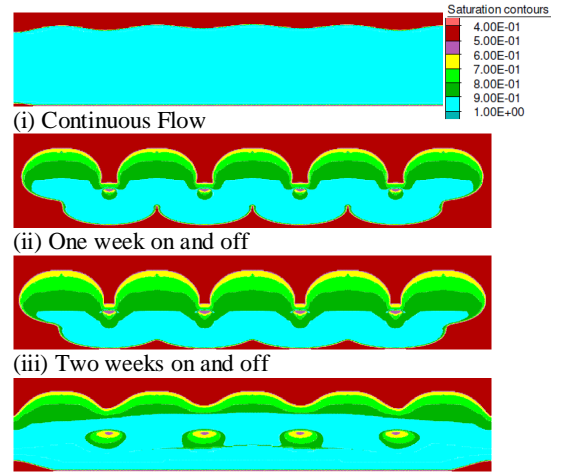 Saturation contours
4.00E-01
5.00E-01
6.00E-01
7.00E-01
8.00E-01
9.00E-01
1.00E+00
(i) Continuous Flow
(ii) One week on and off
(iii) Two weeks on and off